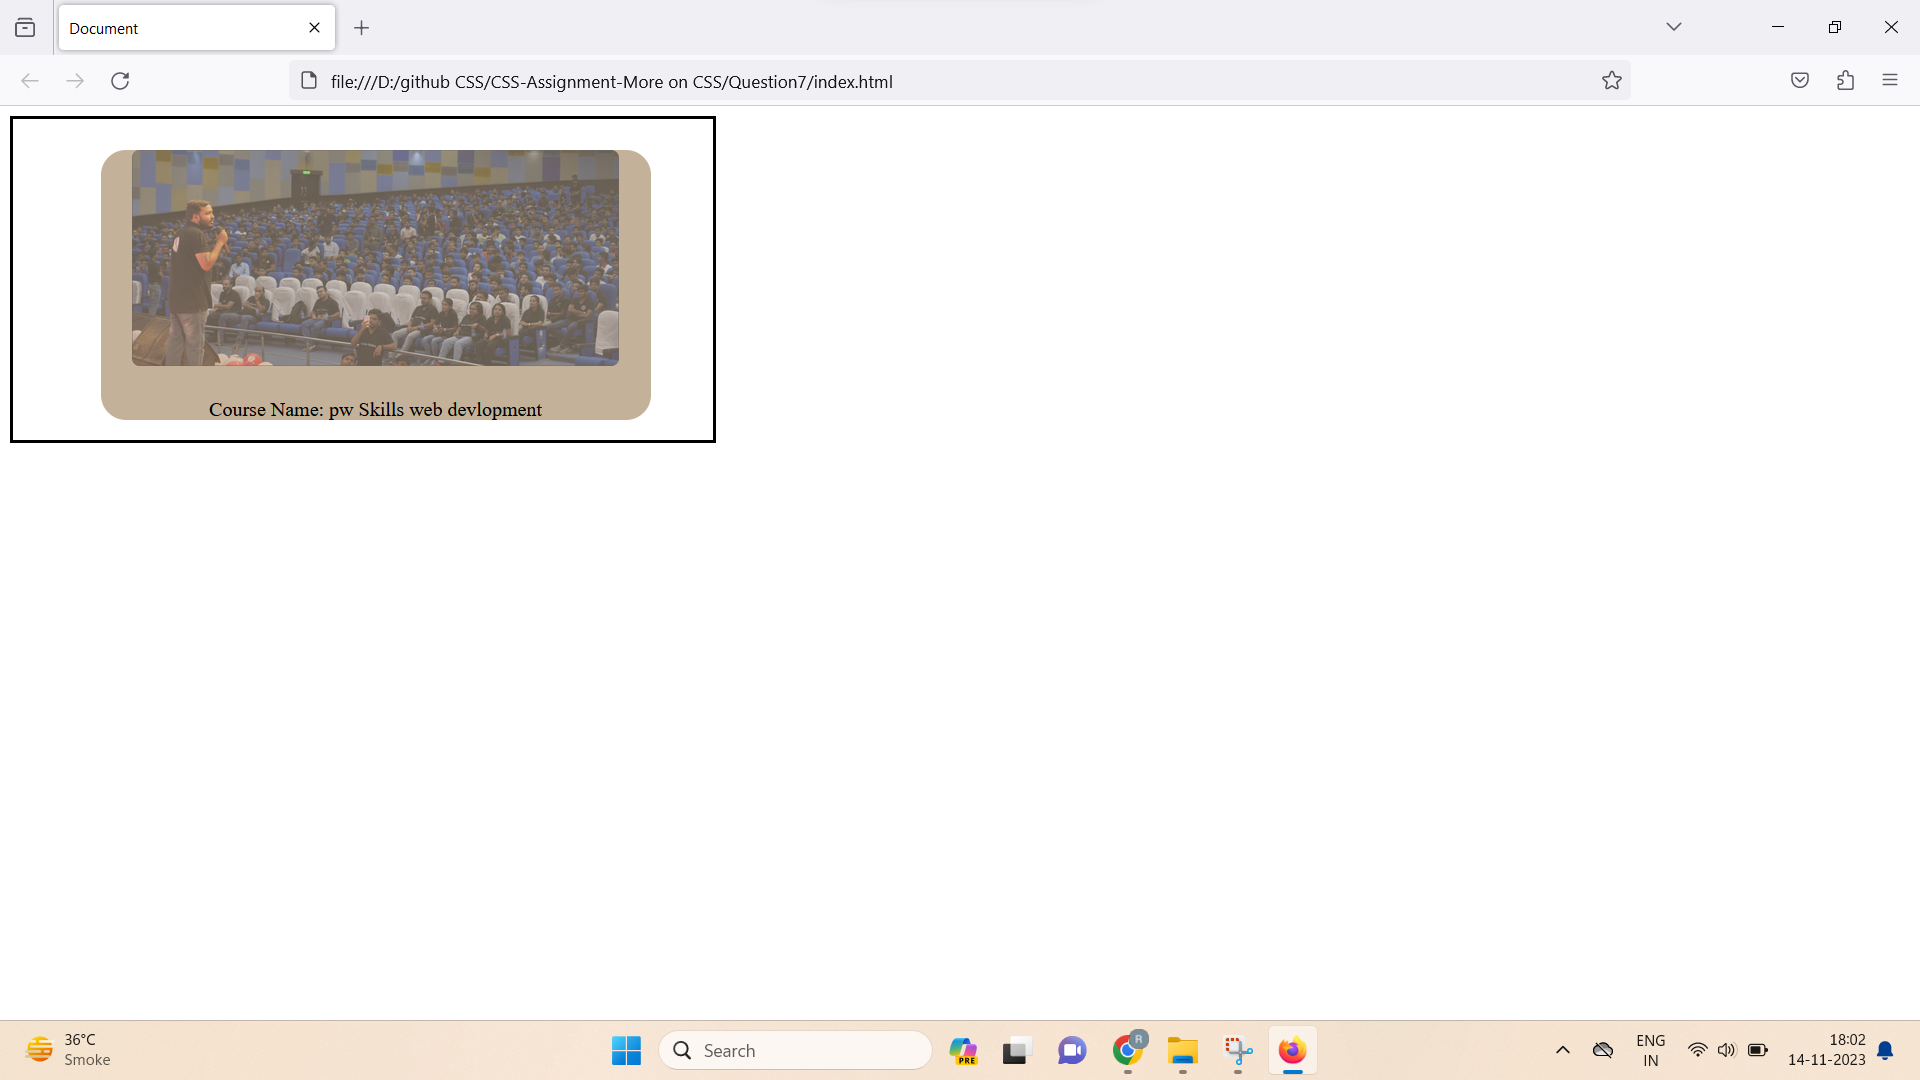 Document
file:///D:/github CSS/CSS-Assignment-More on CSS/Question7/index.html
Course Name: pw Skills web devlopment
36°C
Smoke
Search
PRE
R
ENG
IN
18:02
14-11-2023